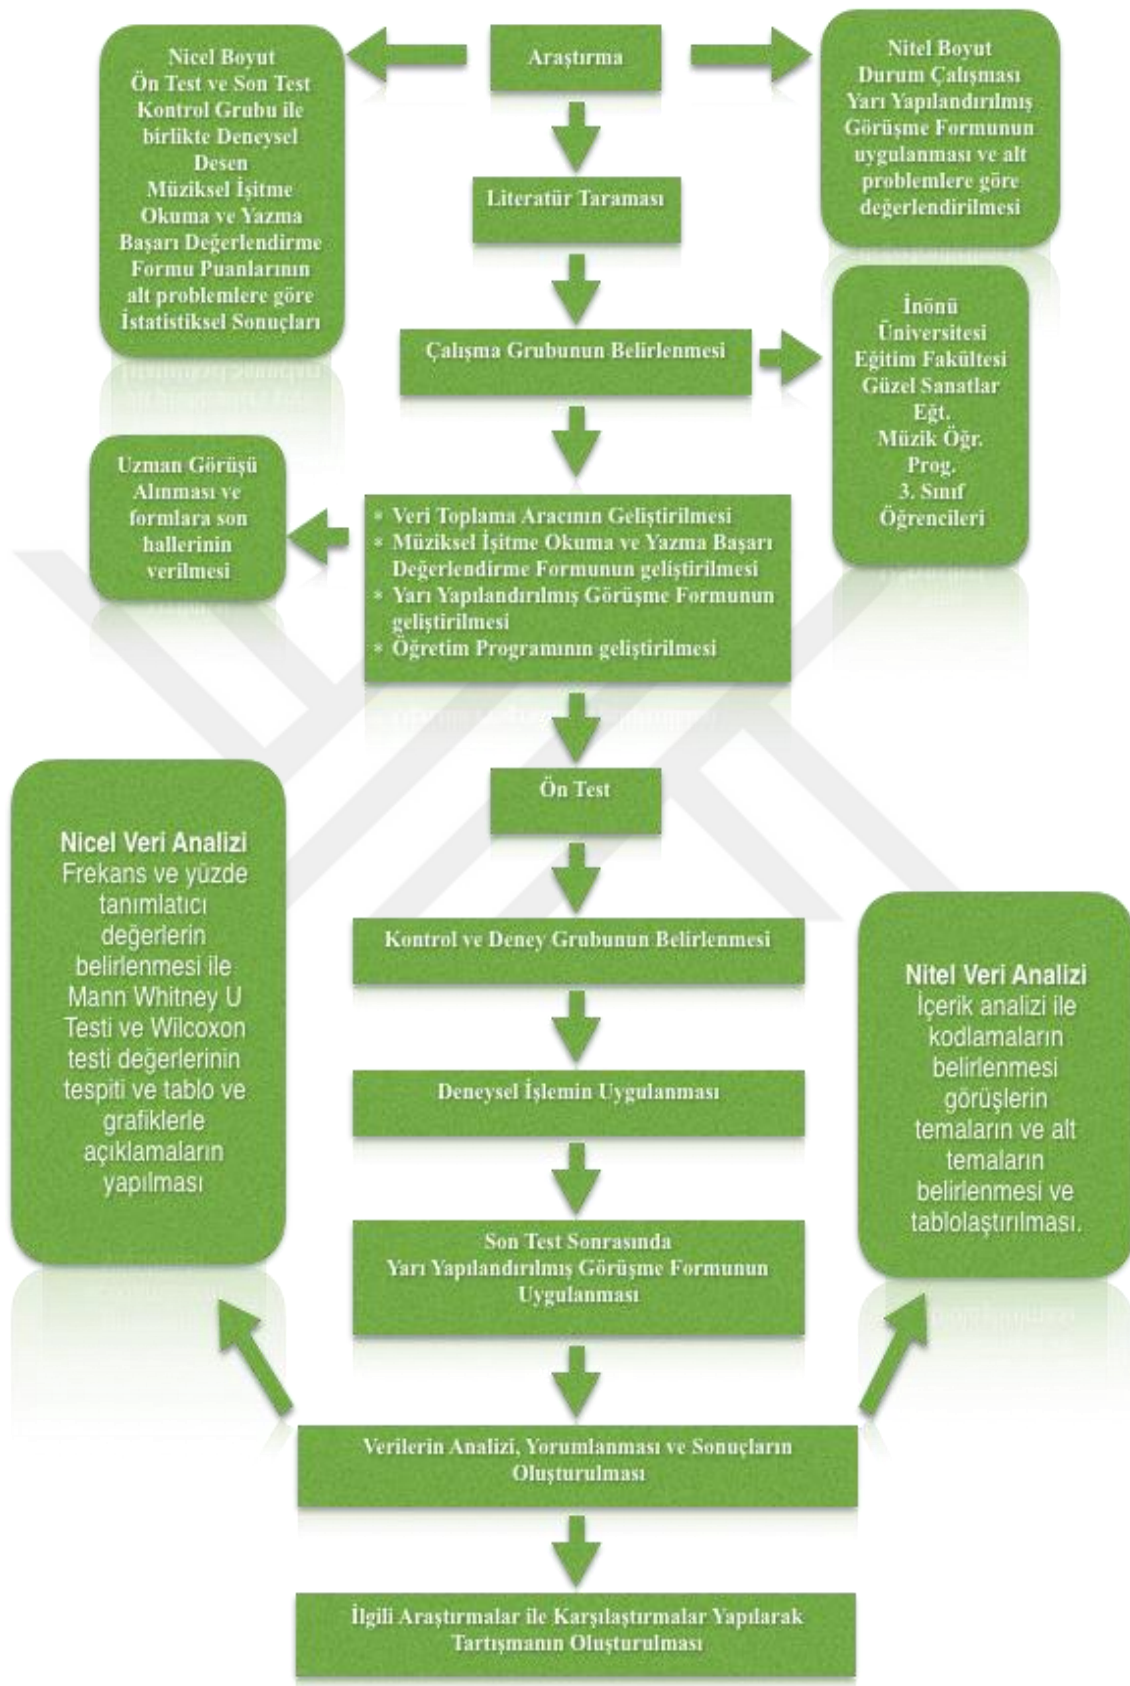 Nicel Boyut
Ön Test ve Son Test
Kontrol Grubu ile
birlikte Deneysel
Desen
Müziksel İşitme
Okuma ve Yazma
Başarı Değerlendirme
Formu Puanlarının
alt problemlere göre
İstatistiksel Sonuçları
Araştırma
Nitel Boyut
Durum Çalışması
Yarı Yapılandırılmış
Görüşme Formunun
uygulanması ve alt
problemlere göre
değerlendirilmesi
Literatür Taraması
Çalışma Grubunun Belirlenmesi
İnönü
Üniversitesi
Eğitim Fakültesi
Güzel Sanatlar
Eğt.
Müzik Öğr.
Prog.
3. Sınıf
Öğrencileri
Uzman Görüşü
Alınması ve
formlara son
hallerinin
verilmesi
* Veri Toplama Aracının Geliştirilmesi
* Müziksel İşitme Okuma ve Yazma Başarı
Değerlendirme Formunun geliştirilmesi
* Yarı Yapılandırılmış Görüşme Formunun
geliştirilmesi
* Öğretim Programının geliştirilmesi
Ön Test
Kontrol ve Deney Grubunun Belirlenmesi
Deneysel İşlemin Uygulanması
Son Test Sonrasında
Yarı Yapılandırılmış Görüşme Formunun
Uygulanması
Nicel Veri Analizi
Frekans ve yüzde
tanımlatıcı
değerlerin
belirlenmesi ile
Mann Whitney U
Testi ve Wilcoxon
testi değerlerinin
tespiti ve tablo ve
grafiklerle
açıklamaların
yapılması
Nitel Veri Analizi
İçerik analizi ile
kodlamaların
belirlenmesi
görüşlerin
temaların ve alt
temaların
belirlenmesi ve
tablolaştırılması.
Verilerin Analizi, Yorumlanması ve Sonuçların
Oluşturulması
İlgili Araştırmalar ile Karşılaştırmalar Yapılarak
Tartışmanın Oluşturulması